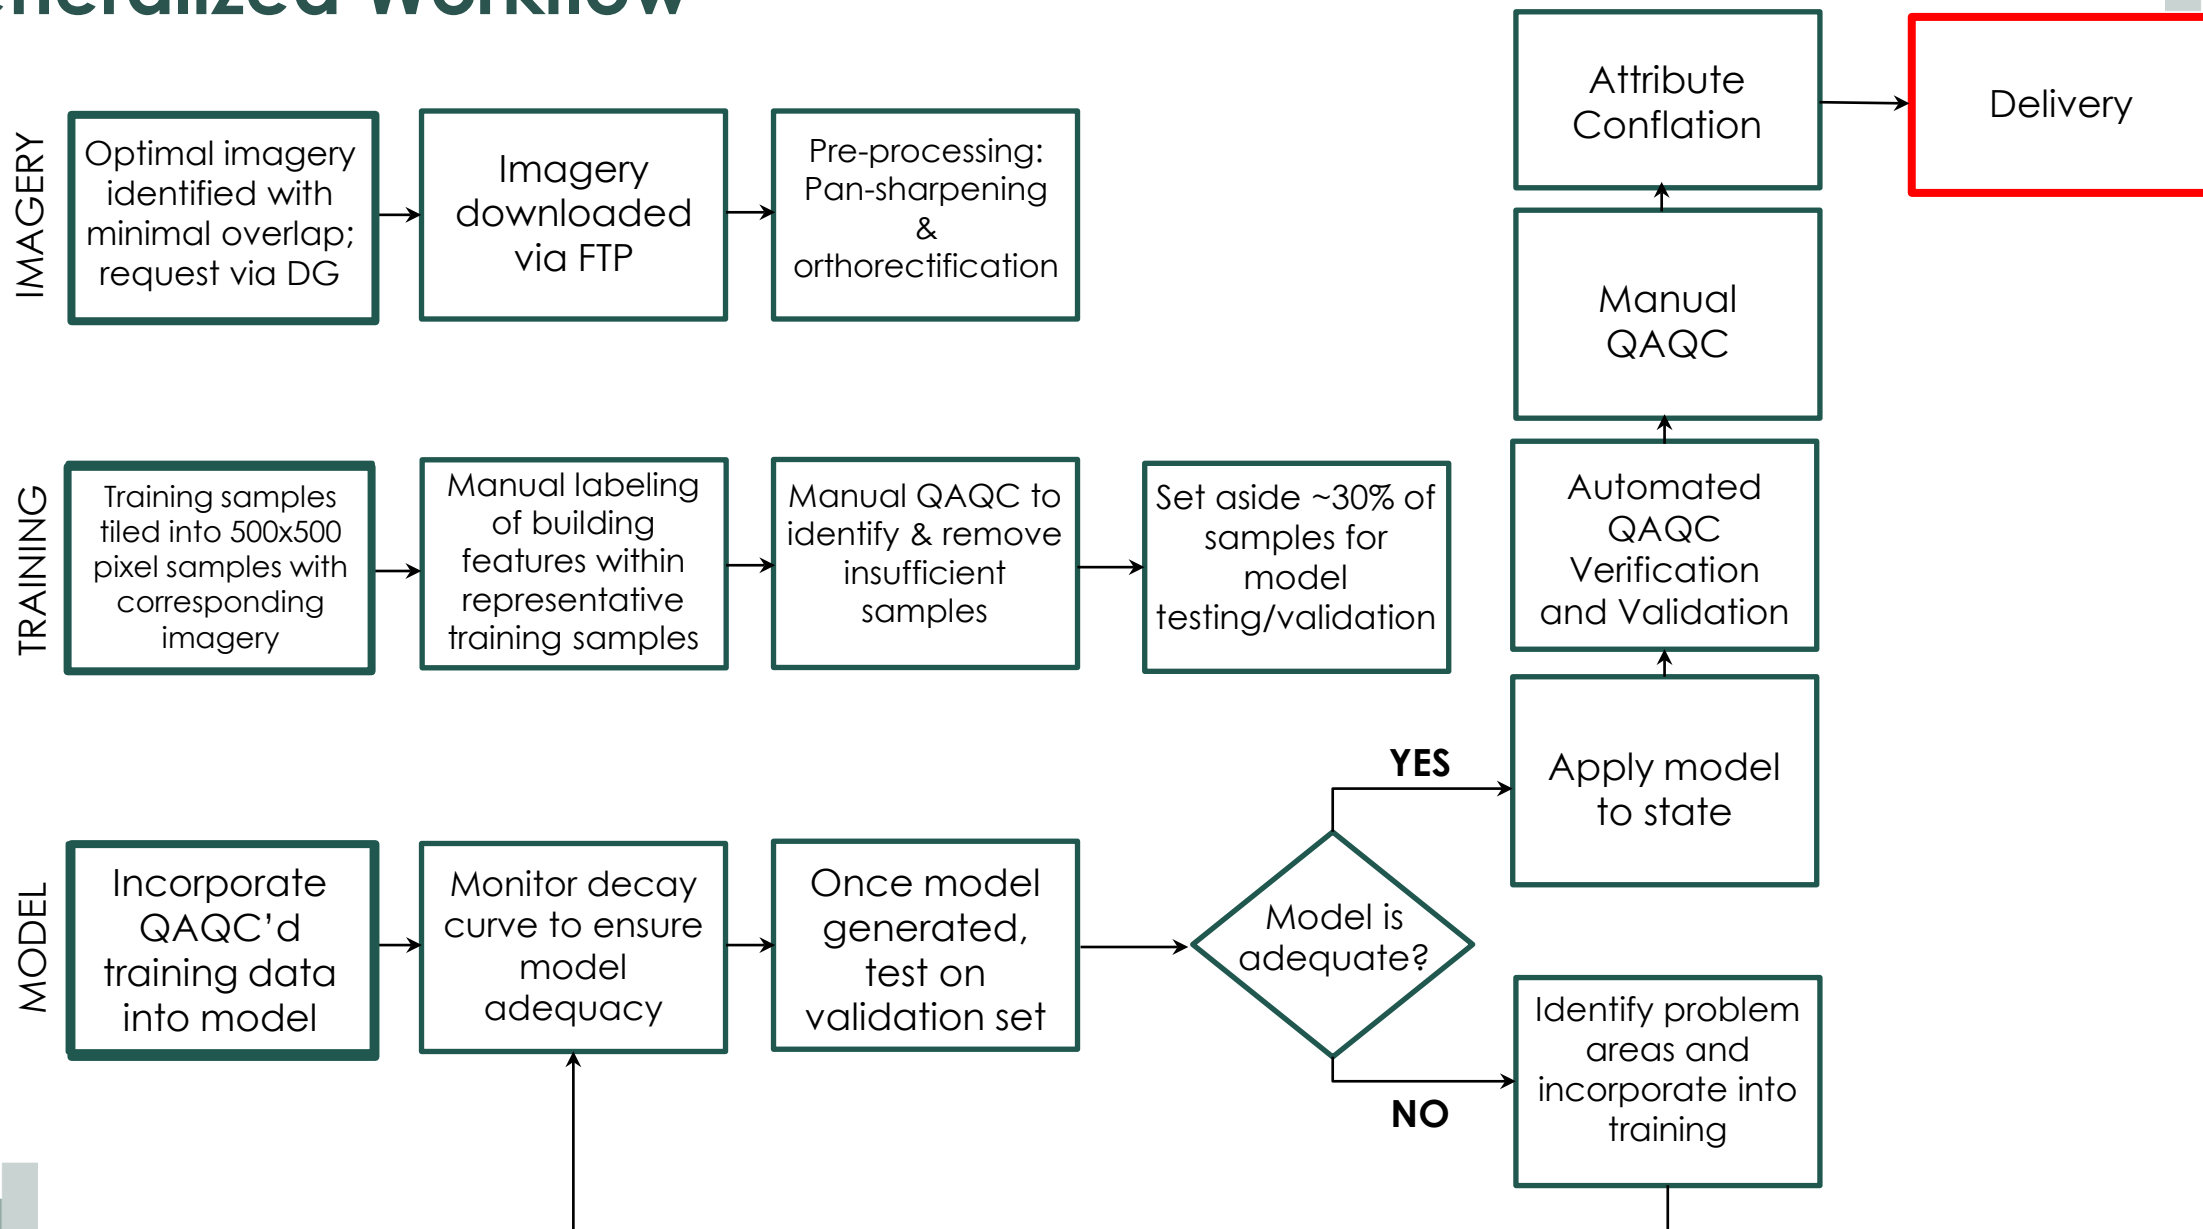 Attribute
Conflation
Delivery
IMAGERY
Optimal imagery
identified with
minimal overlap;
request via DG
Imagery
downloaded
via FTP
Pre-processing:
Pan-sharpening
&
orthorectification
Manual
QAQC
TRAINING
Training samples
tiled into 500x500
pixel samples with
corresponding
imagery
Manual labeling
of building
features within
representative
training samples
Manual QAQC to
identify & remove
insufficient
samples
Set aside ~30% of
samples for
model
testing/validation
Automated
QAQC
Verification
and Validation
MODEL
Incorporate
QAQC’d
training data
into model
Monitor decay
curve to ensure
model
adequacy
Once model
generated,
test on
validation set
Model is
adequate?
YES
Apply model
to state
NO
Identify problem
areas and
incorporate into
training